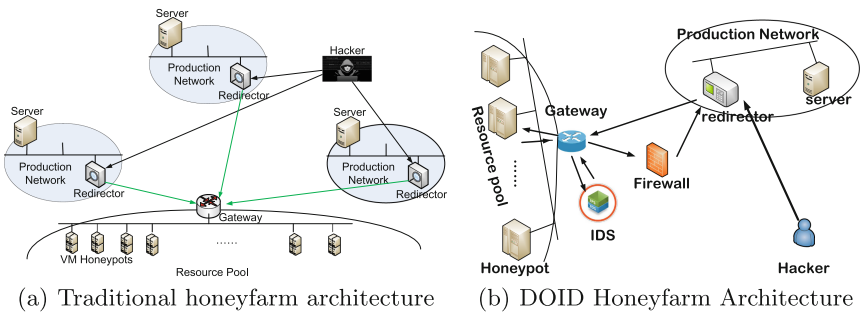 Server
Production
Network
Redirector
Hacker
Server
Production
Network
Redirector
Server
Production
Network
Redirector
Gateway
VM Honeypots
......
Resource Pool
(a) Traditional honeyfarm architecture
Production Network
server
redirector
Gateway
Resource pool
......
Firewall
IDS
Honeypot
Hacker
(b) DOID Honeyfarm Architecture